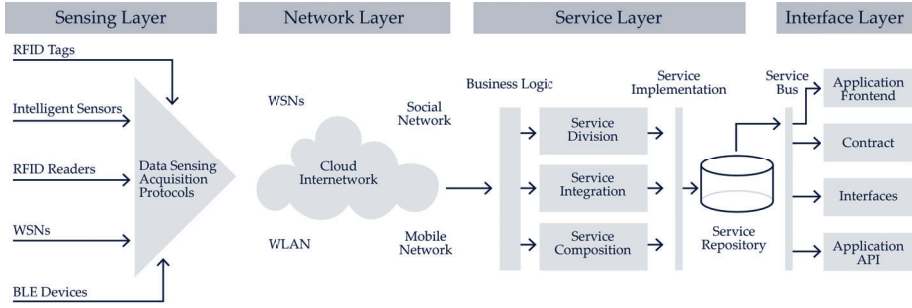 Sensing Layer
Network Layer
Service Layer
Interface Layer
RFID Tags
Intelligent Sensors
RFID Readers
WSNs
BLE Devices
Data Sensing
Acquisition
Protocols
WSNs
Social
Network
Cloud
Internetwork
WLAN
Mobile
Network
Business Logic
Service
Division
Service
Integration
Service
Composition
Service
Implementation
Service
Repository
Service
Bus
Application
Frontend
Contract
Interfaces
Application
API